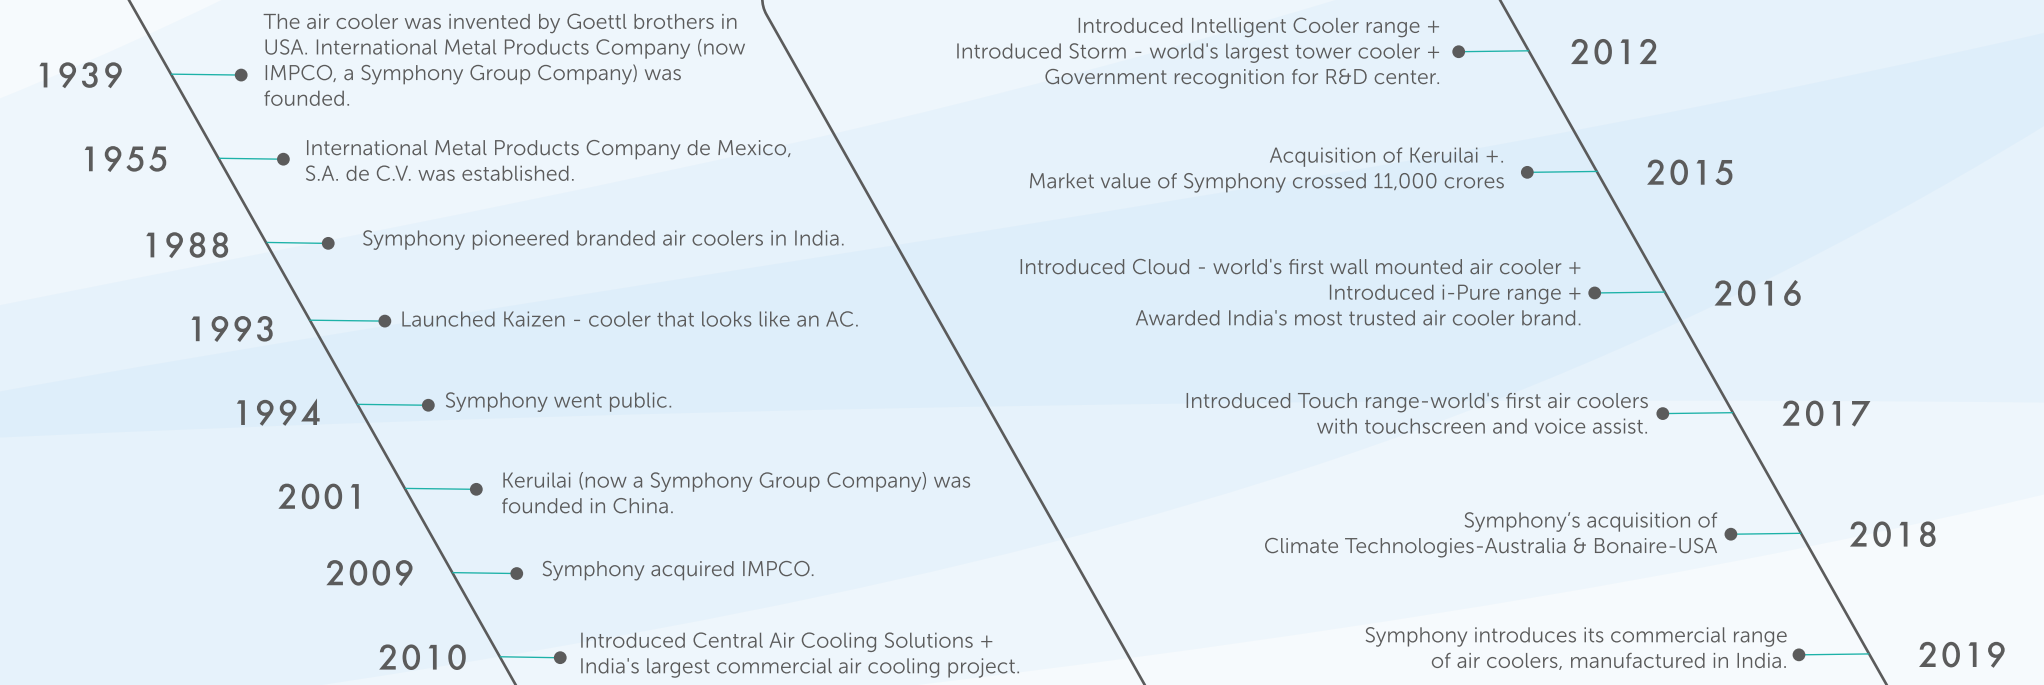 1939
The air cooler was invented by Goettl brothers in
USA. International Metal Products Company (now
IMPCO, a Symphony Group Company) was
founded.
1955
International Metal Products Company de Mexico,
S.A. de C.V. was established.
1988
Symphony pioneered branded air coolers in India.
1993
Launched Kaizen - cooler that looks like an AC.
1994
Symphony went public.
2001
Keruilai (now a Symphony Group Company) was
founded in China.
2009
Symphony acquired IMPCO.
2010
Introduced Central Air Cooling Solutions +
India's largest commercial air cooling project.
Introduced Intelligent Cooler range +
Introduced Storm - world's largest tower cooler +
Government recognition for R&D center.
2012
Acquisition of Keruilai +.
Market value of Symphony crossed 11,000 crores
2015
Introduced Cloud - world's first wall mounted air cooler +
Introduced i-Pure range +
Awarded India's most trusted air cooler brand.
2016
Introduced Touch range-world's first air coolers
with touchscreen and voice assist.
2017
Symphony’s acquisition of
Climate Technologies-Australia & Bonaire-USA
2018
Symphony introduces its commercial range
of air coolers, manufactured in India.
2019